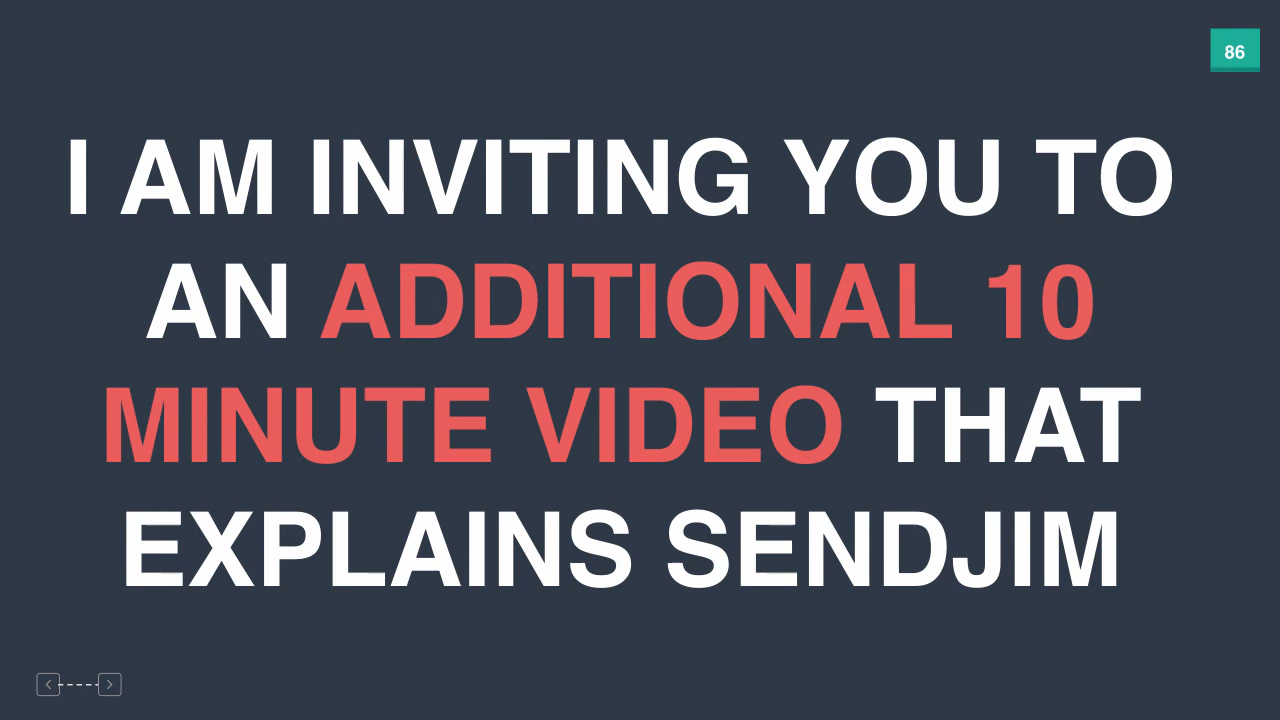 86
I AM INVITING YOU TO
AN ADDITIONAL 10
MINUTE VIDEO THAT
EXPLAINS SENDJIM